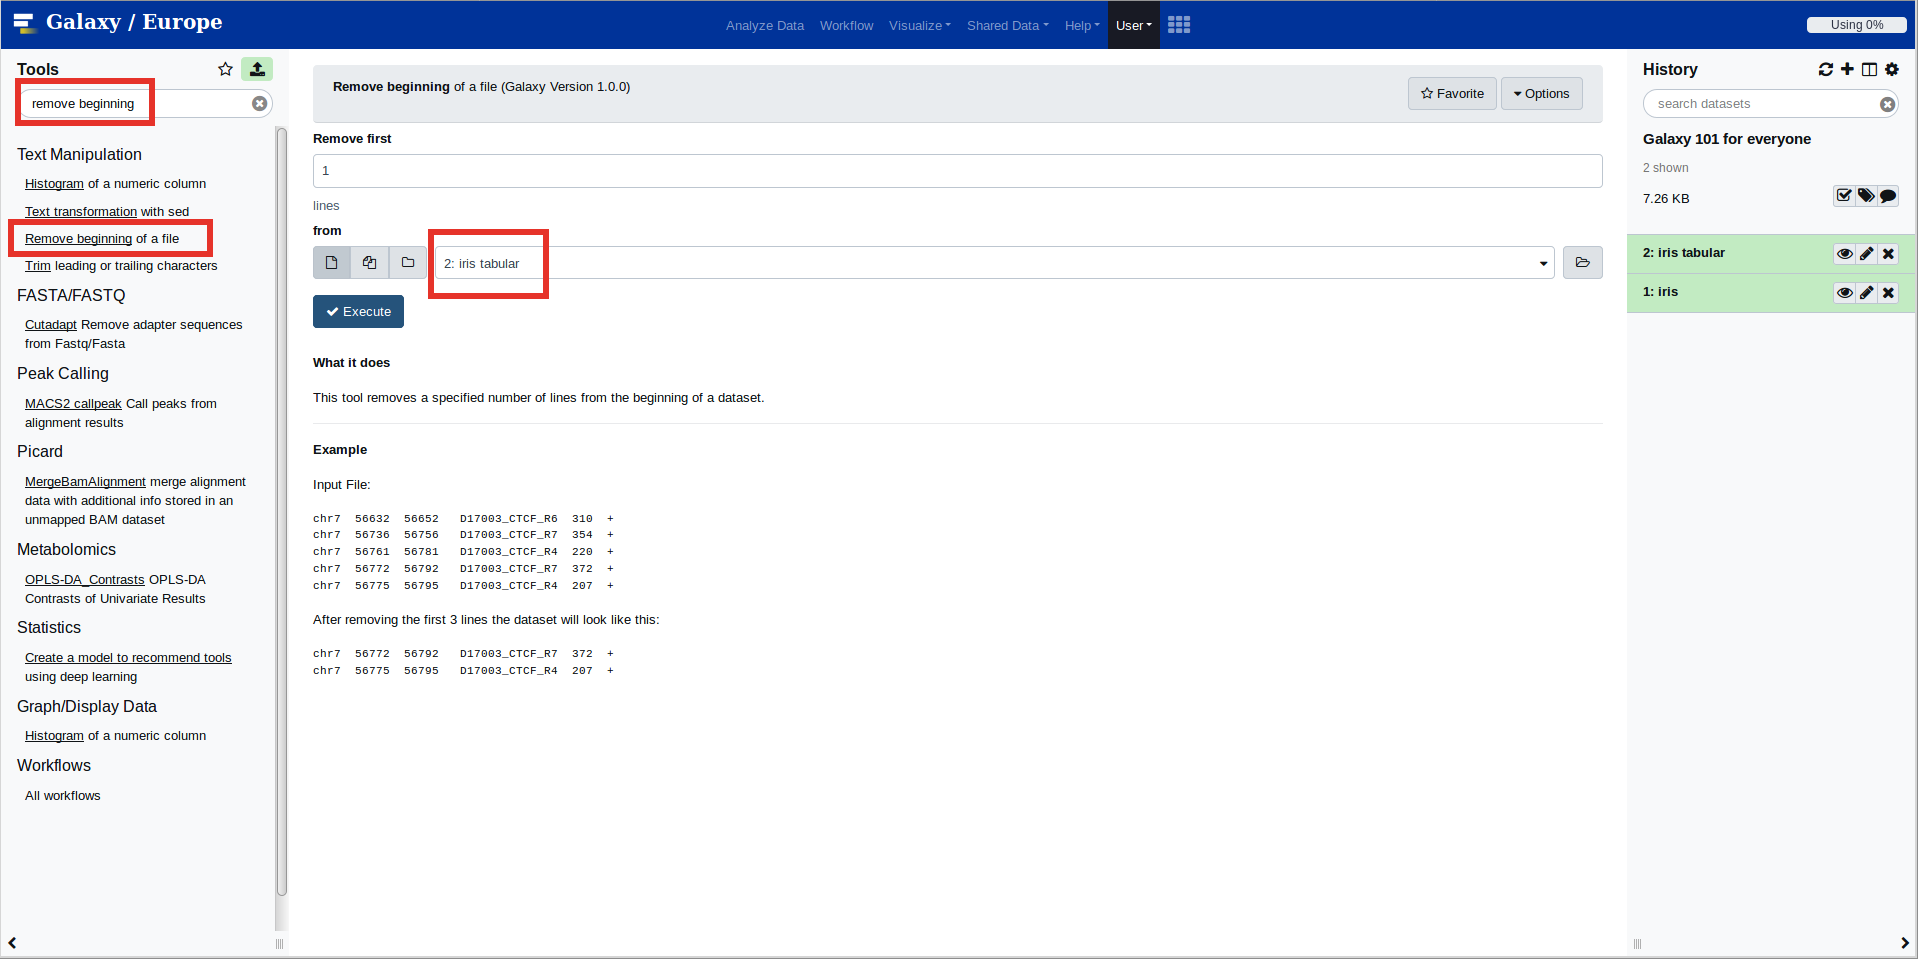 Galaxy / Europe
Analyze Data Workflow Visualize Shared Data Help User
Using 0%
Tools
remove beginning
Text Manipulation
Histogram of a numeric column
Text transformation with sed
Remove beginning of a file
Trim leading or trailing characters
FASTA/FASTQ
Cutadapt Remove adapter sequences
from Fastq/Fasta
Peak Calling
MACS2 callpeak Call peaks from
alignment results
Picard
MergeBamAlignment merge alignment
data with additional info stored in an
unmapped BAM dataset
Metabolomics
OPLS-DA_Contrasts OPLS-DA
Contrasts of Univariate Results
Statistics
Create a model to recommend tools
using deep learning
Graph/Display Data
Histogram of a numeric column
Workflows
All workflows
Remove beginning of a file (Galaxy Version 1.0.0)
Favorite
Options
Remove first
1
lines
from
2: iris tabular
Execute
What it does
This tool removes a specified number of lines from the beginning of a dataset.
Example
Input File:
chr7 56632 56652 D17003_CTCF_R6 310 +
chr7 56736 56756 D17003_CTCF_R7 354 +
chr7 56761 56781 D17003_CTCF_R4 220 +
chr7 56772 56792 D17003_CTCF_R7 372 +
chr7 56775 56795 D17003_CTCF_R4 207 +
After removing the first 3 lines the dataset will look like this:
chr7 56772 56792 D17003_CTCF_R7 372 +
chr7 56775 56795 D17003_CTCF_R4 207 +
History
search datasets
Galaxy 101 for everyone
2 shown
7.26 KB
2: iris tabular
1: iris